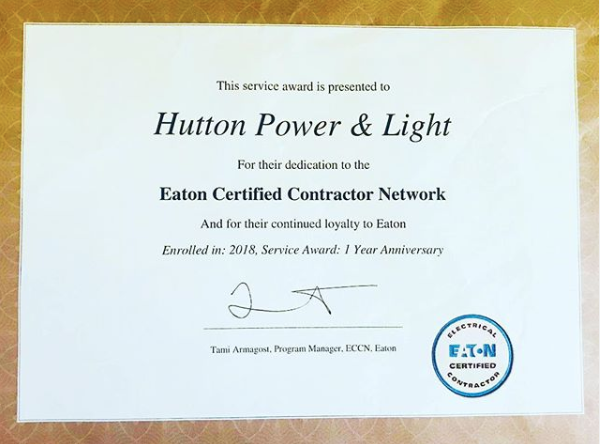 This service award is presented to
Hutton Power & Light
For their dedication to the
Eaton Certified Contractor Network
And for their continued loyalty to Eaton
Enrolled in: 2018, Service Award: 1 Year Anniversary
Tami Armagost, Program Manager, ECCN, Eaton
ELECTRICAL
EATON
CERTIFIED
CONTRACTOR